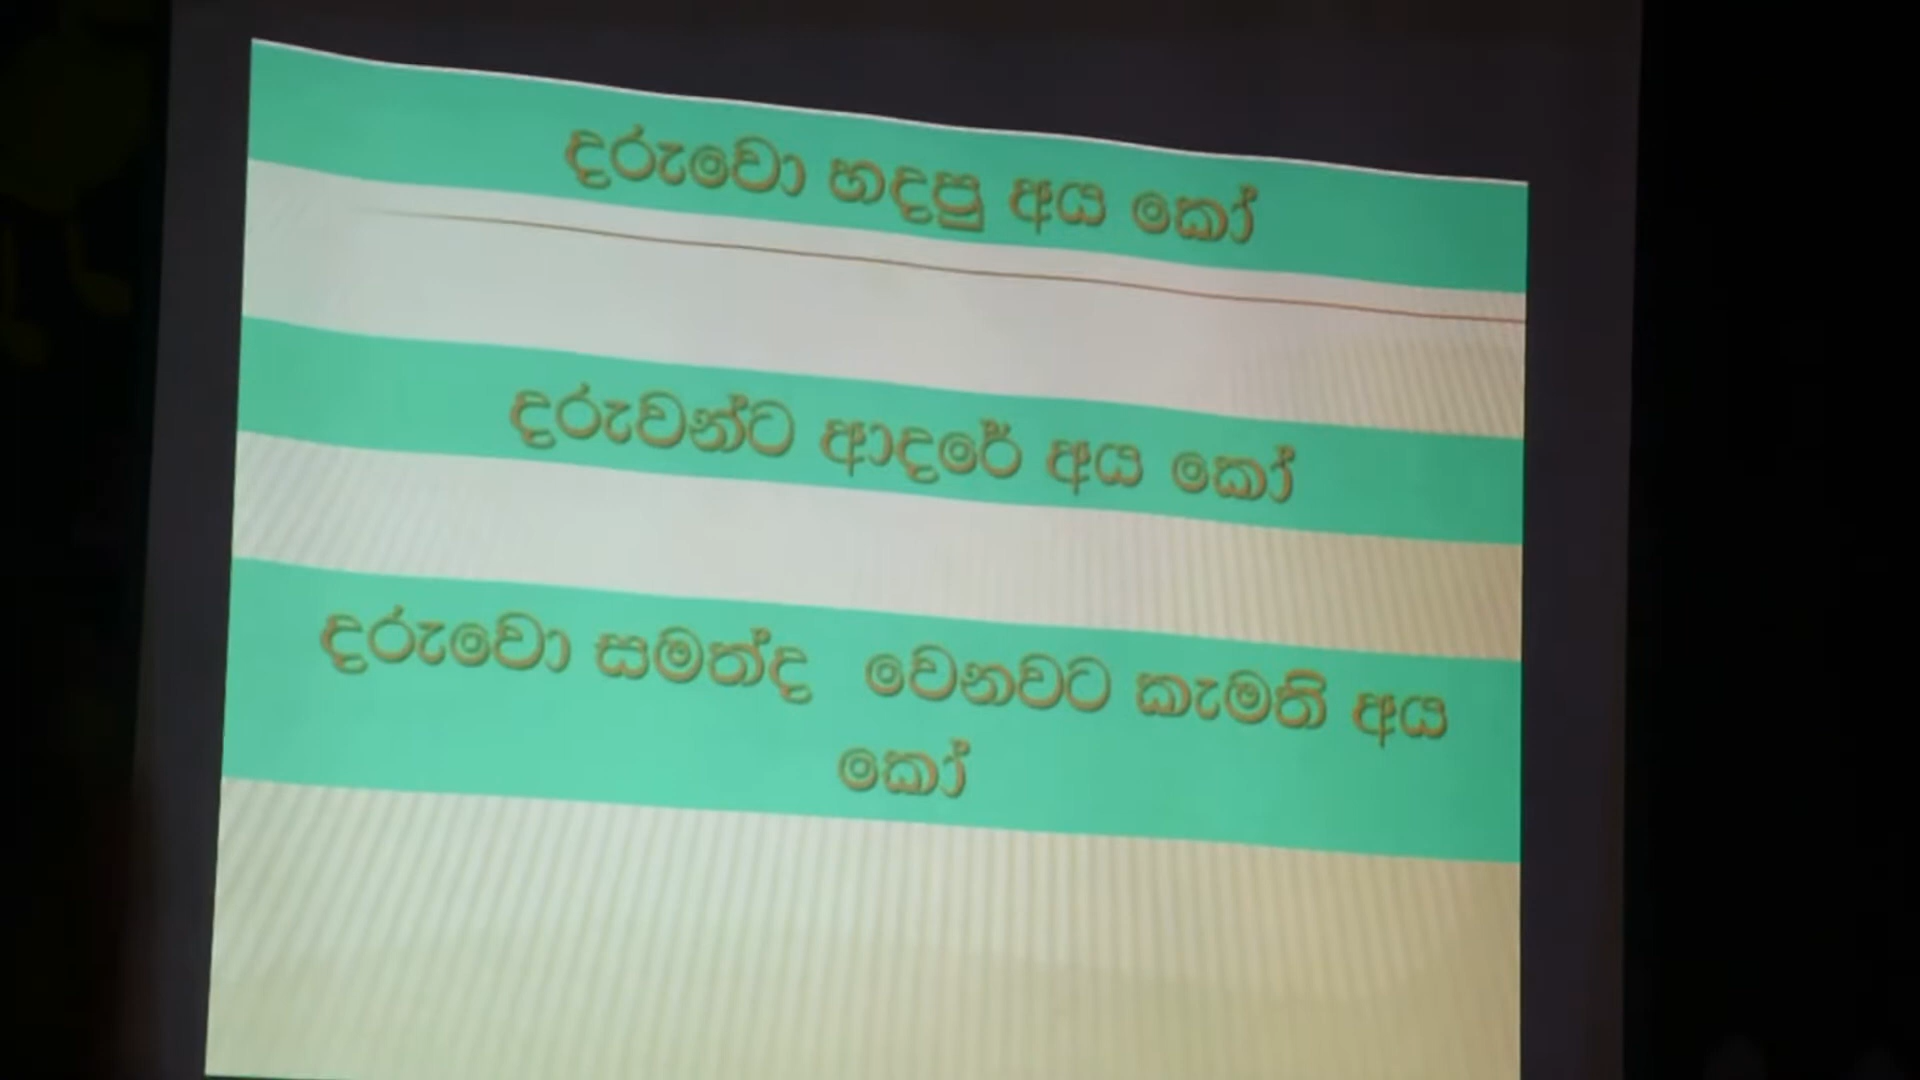 දරුවො හදපු අය කෝ
දරුවන්ට ආදරේ අය කෝ
දරුවො සමත්ද වෙනවට කැමති අය
කෝ